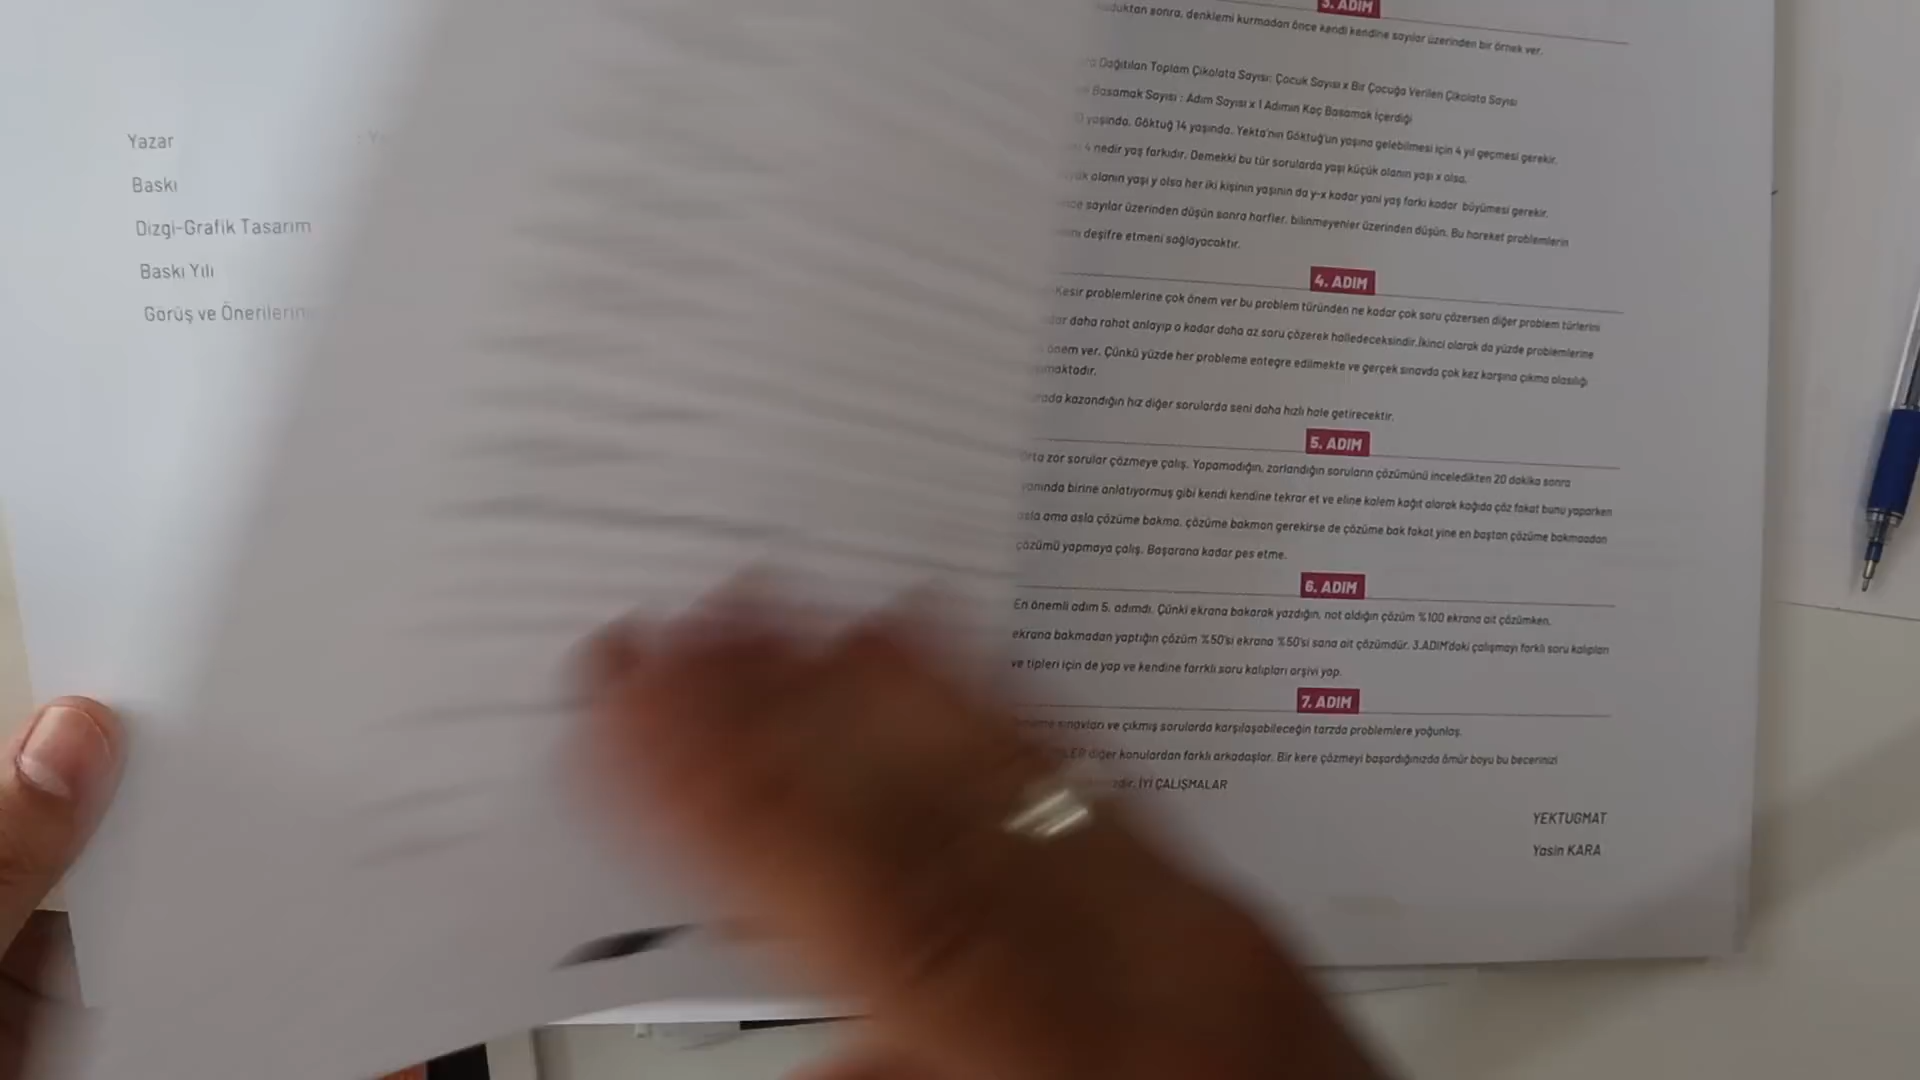 Yazar
Baskı
Dizgi-Grafik Tasarım
Baskı Yılı
Görüş ve Önerilerin
3. ADIM
sonra, denklemi kurmadan önce kendi kendine sayılar üzerinden bir örnek ver.
Dağıtılan Toplam Çikolata Sayısı: Çocuk Sayısı x Bir Çocuğa Verilen Çikolata Sayısı
Basamak Sayısı : Adım Sayısı x 1 Adımın Kaç Basamak İçerdiği
yaşında, Göktuğ 14 yaşında, Yekta'nın Göktuğ'un yaşına gelebilmesi için 4 yıl geçmesi gerekir.
4 nedir yaş farkıdır. Demekki bu tür sorularda yaşı küçük olanın yaşı x olsa,
olanın yaşı y olsa her iki kişinin yaşının da y-x kadar yani yaş farkı kadar büyümesi gerekir.
sayılar üzerinden düşün sonra harfler, bilinmeyenler üzerinden düşün. Bu hareket problemlerin
deşifre etmeni sağlayacaktır.
4. ADIM
Kesir problemlerine çok önem ver bu problem türünden ne kadar çok soru çözersen diğer problem türlerini
daha rahat anlayıp o kadar daha az soru çözerek halledeceksindir.İkinci olarak da yüzde problemlerine
önem ver. Çünkü yüzde her probleme entegre edilmekte ve gerçek sınavda çok kez karşına çıkma olasılığı
kazandığın hız diğer sorularda seni daha hızlı hale getirecektir.
5. ADIM
Orta zor sorular çözmeye çalış. Yapamadığın, zorlandığın soruların çözümünü inceledikten 20 dakika sonra
yanında birine anlatıyormuş gibi kendi kendine tekrar et ve eline kalem kağıt alarak kağıda çöz fakat bunu yaparken
asla ama asla çözüme bakma, çözüme bakman gerekirse de çözüme bak fakat yine en baştan çözüme bakmadan
çözümü yapmaya çalış. Başarana kadar pes etme.
6. ADIM
En önemli adım 5. adımdı. Çünki ekrana bakarak yazdığın, not aldığın çözüm %100 ekrana ait çözümken,
ekrana bakmadan yaptığın çözüm %50'si ekrana %50'si sana ait çözümdür. 3.ADIM'daki çalışmayı farklı soru kalıpları
ve tipleri için de yap ve kendine farrklı soru kalıpları arşivi yap.
7. ADIM
sınavları ve çıkmış sorularda karşılaşabileceğin tarzda problemlere yoğunlaş.
diğer konulardan farklı arkadaşlar. Bir kere çözmeyi başardığınızda ömür boyu bu becerinizi
İYİ ÇALIŞMALAR
YEKTUGMAT
Yasin KARA